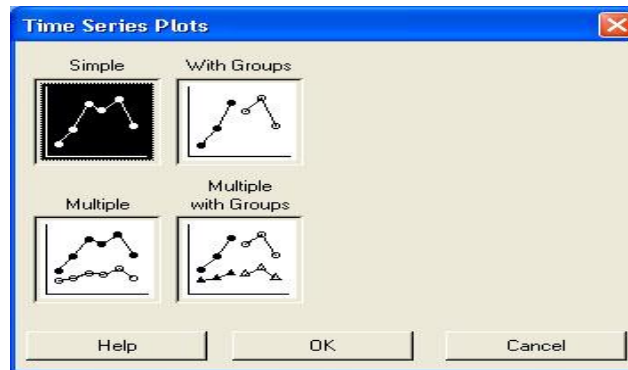 Time Series Plots
Simple
With Groups
Multiple
Multiple
with Groups
Help
OK
Cancel